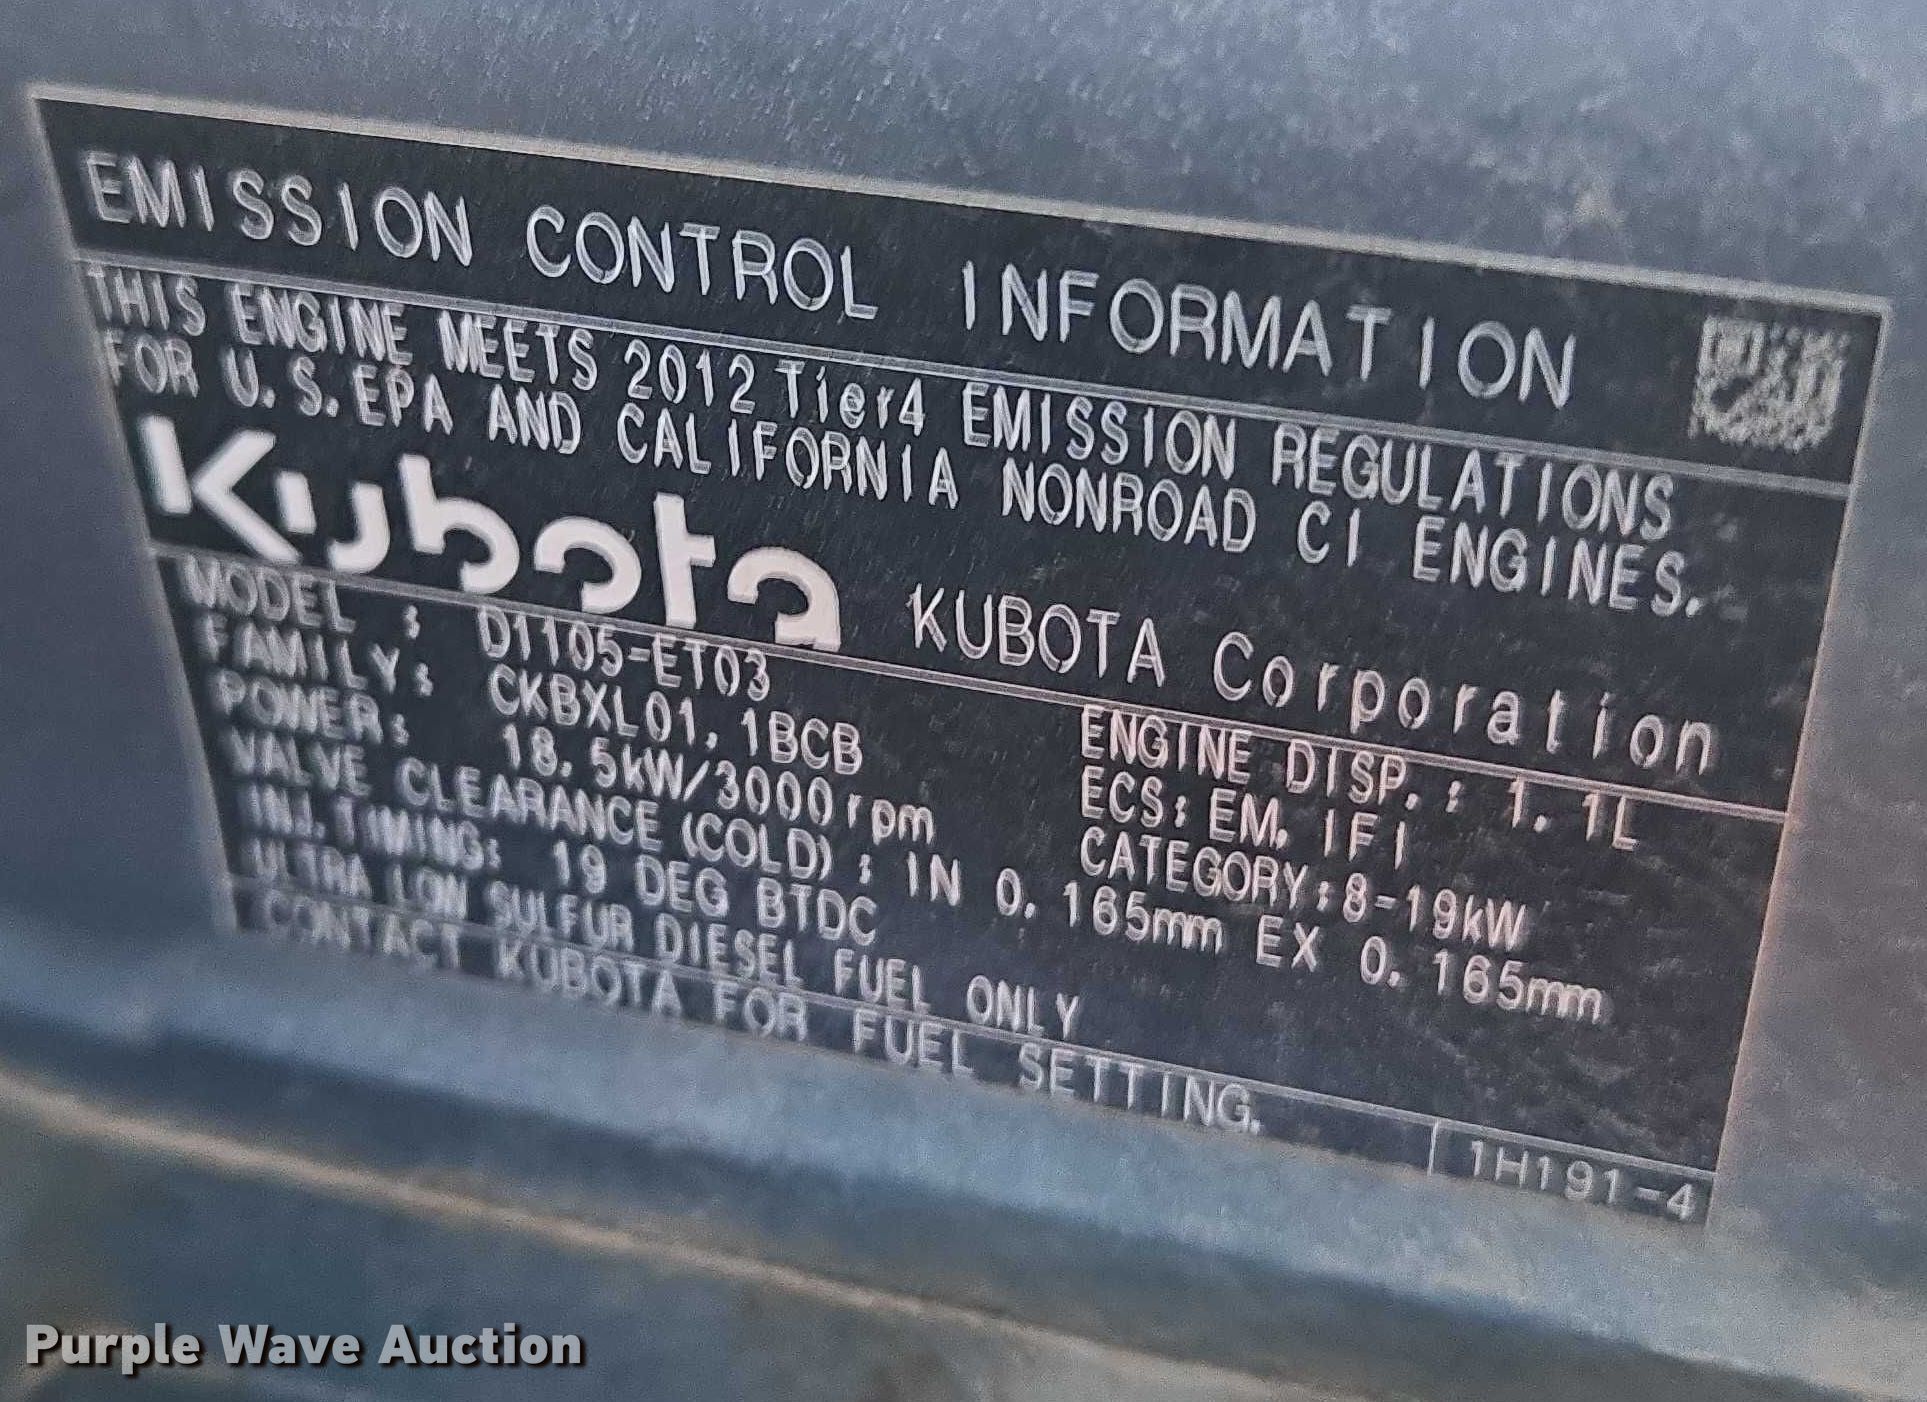 EMISSION CONTROL INFORMATION
THIS ENGINE MEETS 2012 Tier4 EMISSION REGULATIONS
FOR U.S.EPA AND CALIFORNIA NONROAD CI ENGINES.
Kubota KUBOTA Corporation
MODEL : D1105-ET03 ENGINE DISP. : 1.1L
FAMILY: CKBXL01.1BCB ECS: EM, IFI
POWER: 18.5kW/3000rpm CATEGORY:8-19kW
VALVE CLEARANCE (COLD) : IN 0.165mm EX 0.165mm
INJ.TIMING: 19 DEG BTDC
ULTRA LOW SULFUR DIESEL FUEL ONLY
CONTACT KUBOTA FOR FUEL SETTING.
1H191-4
Purple Wave Auction